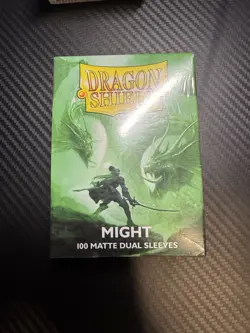 DRAGON
SHIELD
MIGHT
100 MATTE DUAL SLEEVES